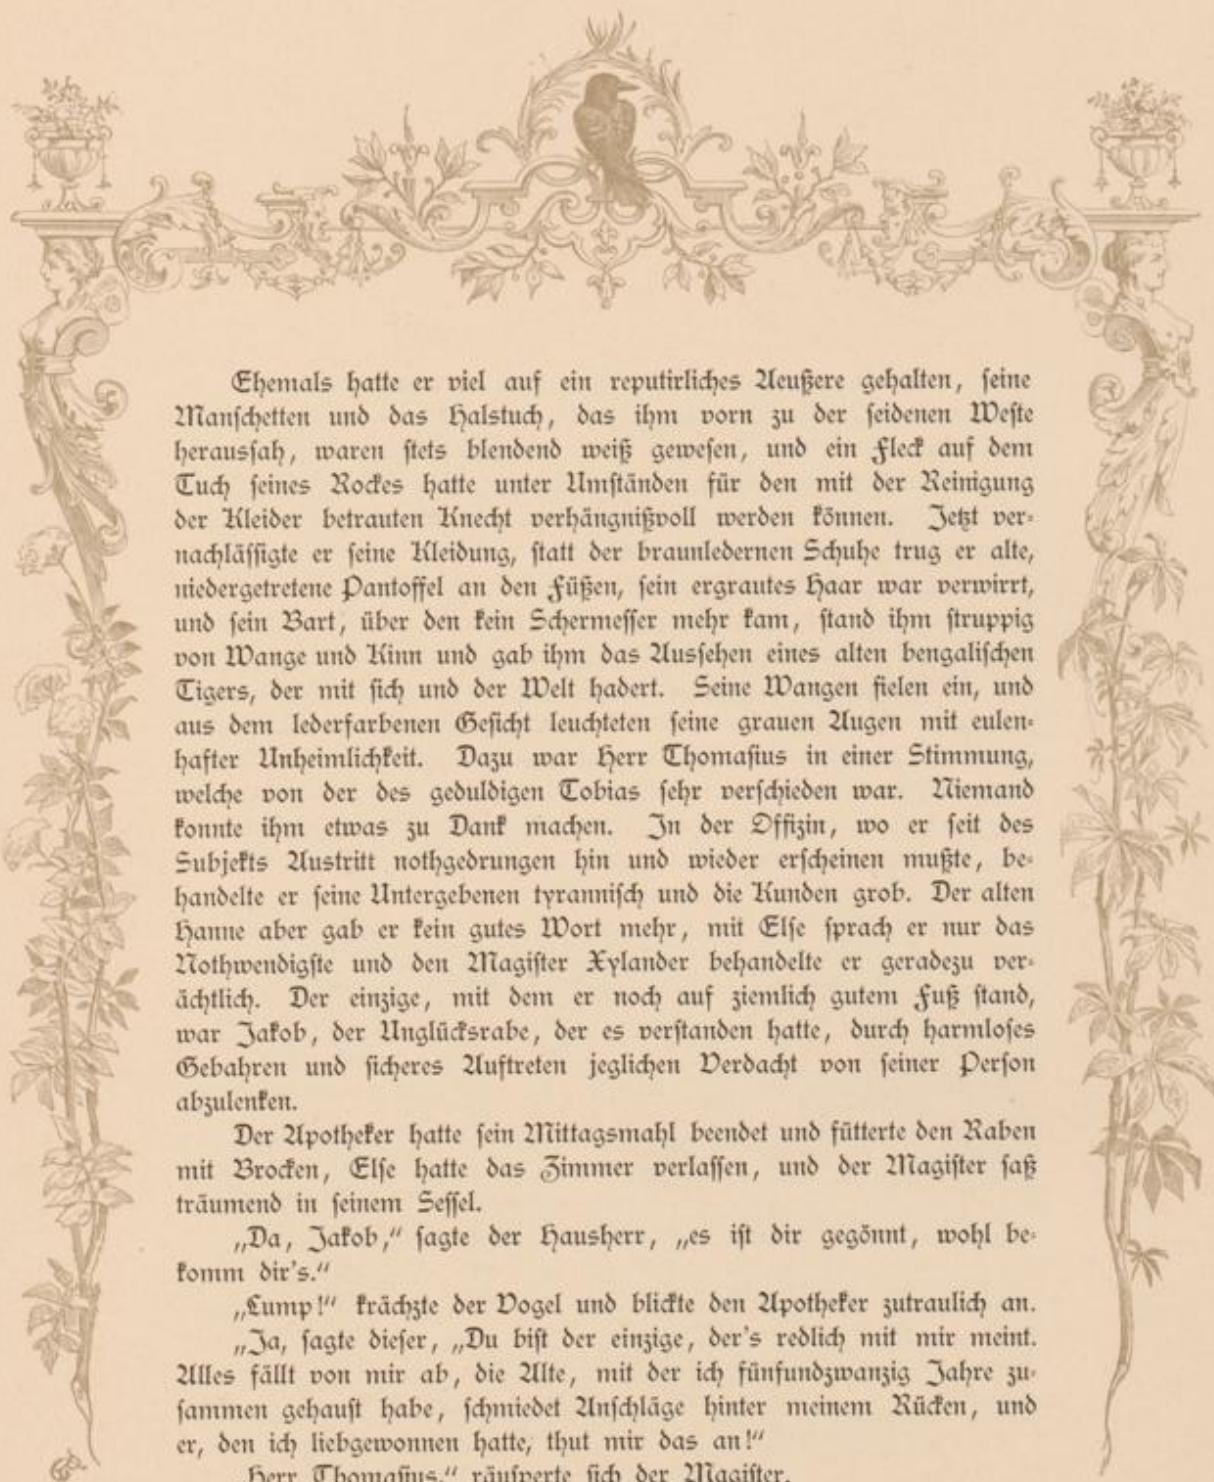 Ehemals hatte er viel auf ein reputirliches Aeußere gehalten, seine
Manschetten und das Halstuch, das ihm vorn zu der seidenen Weste
heraussah, waren stets blendend weiß gewesen, und ein Fleck auf dem
Tuch seines Rockes hatte unter Umständen für den mit der Reinigung
der Kleider betrauten Knecht verhängnißvoll werden können. Jetzt ver-
nachlässigte er seine Kleidung, statt der braunledernen Schuhe trug er alte,
niedergetretene Pantoffel an den Füßen, sein ergrautes Haar war verwirrt,
und sein Bart, über den kein Schermesser mehr kam, stand ihm struppig
von Wange und Kinn und gab ihm das Aussehen eines alten bengalischen
Tigers, der mit sich und der Welt hadert. Seine Wangen fielen ein, und
aus dem lederfarbenen Gesicht leuchteten seine grauen Augen mit eulen-
hafter Unheimlichkeit. Dazu war Herr Thomasius in einer Stimmung,
welche von der des geduldigen Tobias sehr verschieden war. Niemand
konnte ihm etwas zu Dank machen. In der Offizin, wo er seit des
Subjekts Austritt nothgedrungen hin und wieder erscheinen mußte, be-
handelte er seine Untergebenen tyrannisch und die Kunden grob. Der alten
Hanne aber gab er kein gutes Wort mehr, mit Else sprach er nur das
Nothwendigste und den Magister Xylander behandelte er geradezu ver-
ächtlich. Der einzige, mit dem er noch auf ziemlich gutem Fuß stand,
war Jakob, der Unglücksrabe, der es verstanden hatte, durch harmloses
Gebahren und sicheres Auftreten jeglichen Verdacht von seiner Person
abzulenken.
Der Apotheker hatte sein Mittagsmahl beendet und fütterte den Raben
mit Brocken, Else hatte das Zimmer verlassen, und der Magister saß
träumend in seinem Sessel.
„Da, Jakob,“ sagte der Hausherr, „es ist dir gegönnt, wohl be-
komm dir's.“
„Lump!“ krächzte der Vogel und blickte den Apotheker zutraulich an.
„Ja, sagte dieser, „Du bist der einzige, der's redlich mit mir meint.
Alles fällt von mir ab, die Alte, mit der ich fünfundzwanzig Jahre zu-
sammen gehaust habe, schmiedet Anschläge hinter meinem Rücken, und
er, den ich liebgewonnen hatte, thut mir das an!“
„Herr Thomasius,“ räusperte sich der Magister.